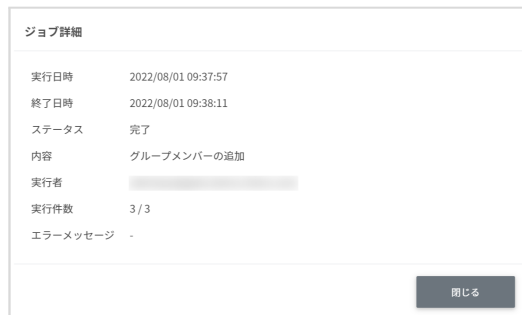 ジョブ詳細
実行日時 2022/08/01 09:37:57
終了日時 2022/08/01 09:38:11
ステータス 完了
内容 グループメンバーの追加
実行者
実行件数 3 / 3
エラーメッセージ -
閉じる